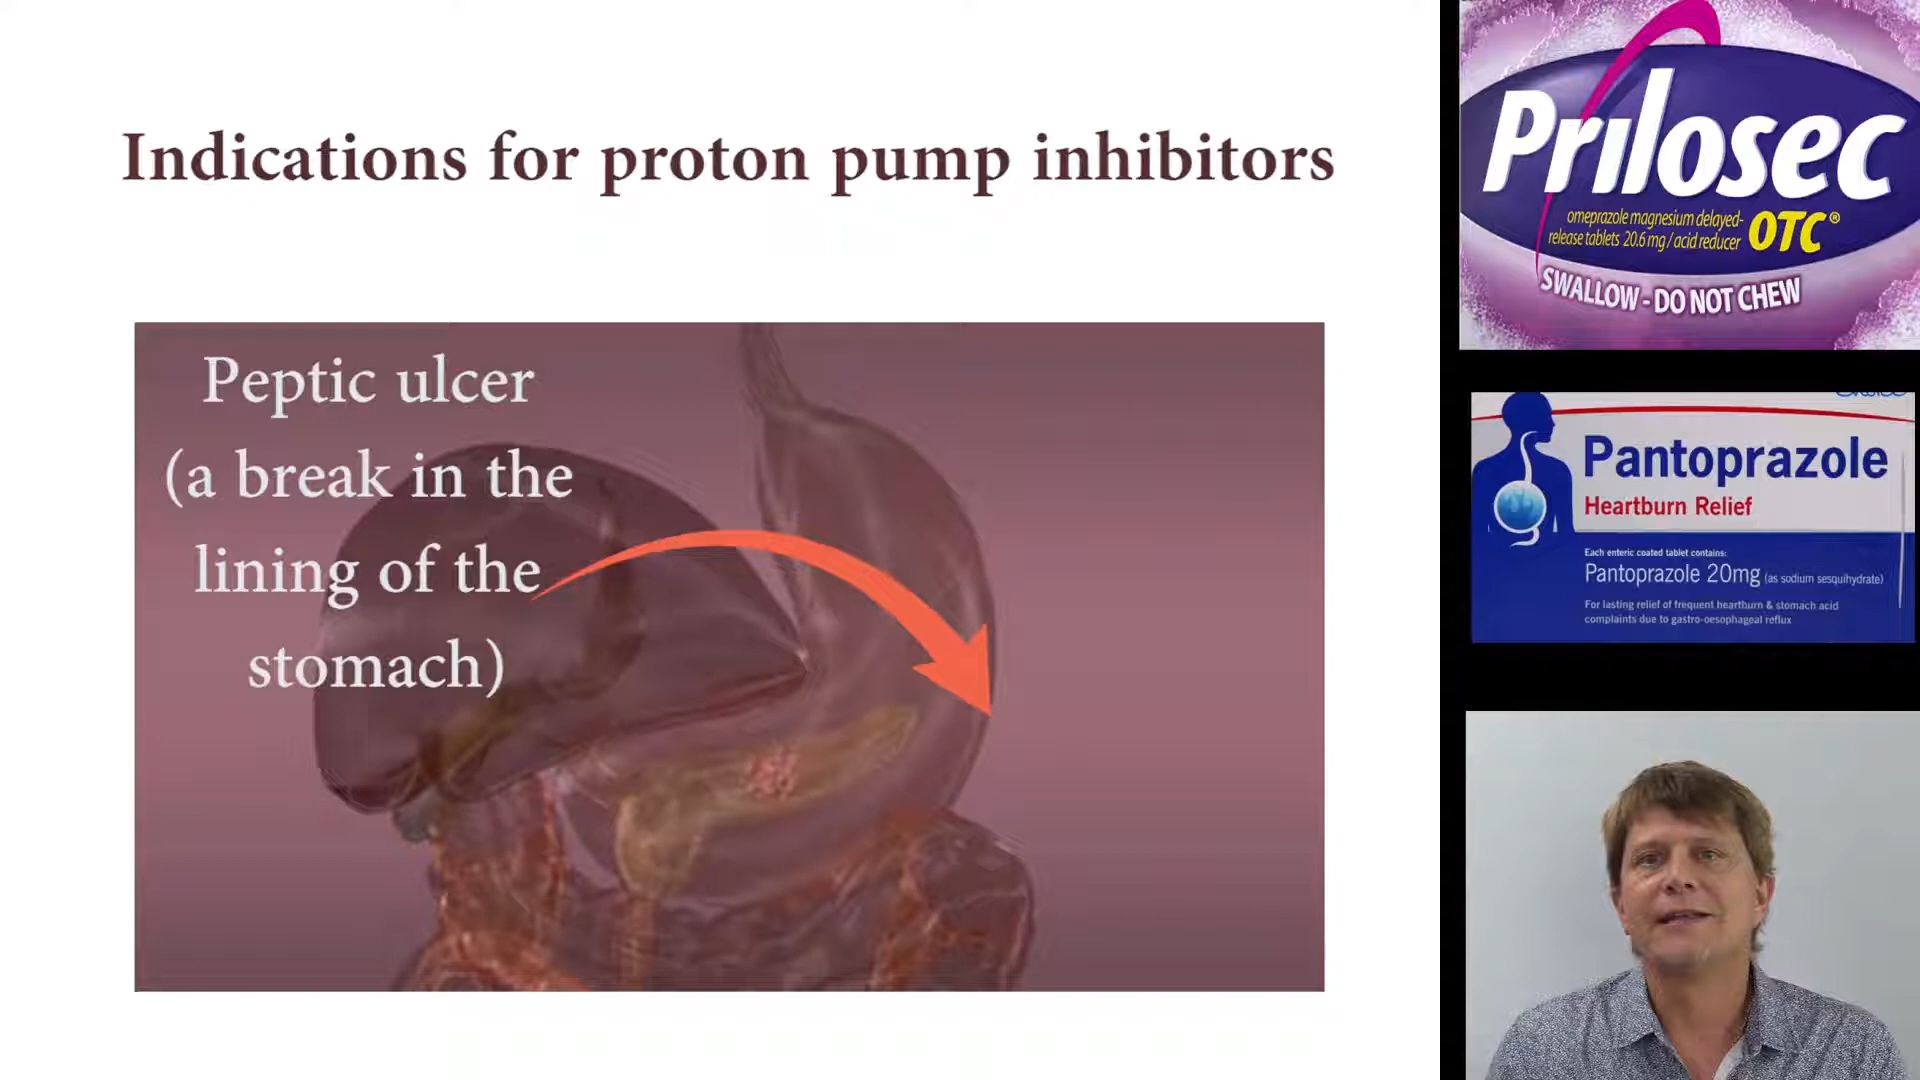 Indications for proton pump inhibitors
Peptic ulcer
(a break in the
lining of the
stomach)
Prilosec
omeprazole magnesium delayed-
release tablets 20.6 mg / acid reducer
OTC®
SWALLOW - DO NOT CHEW
Pantoprazole
Heartburn Relief
Each enteric coated tablet contains:
Pantoprazole 20mg (as sodium sesquihydrate)
For lasting relief of frequent heartburn & stomach acid
complaints due to gastro-oesophageal reflux